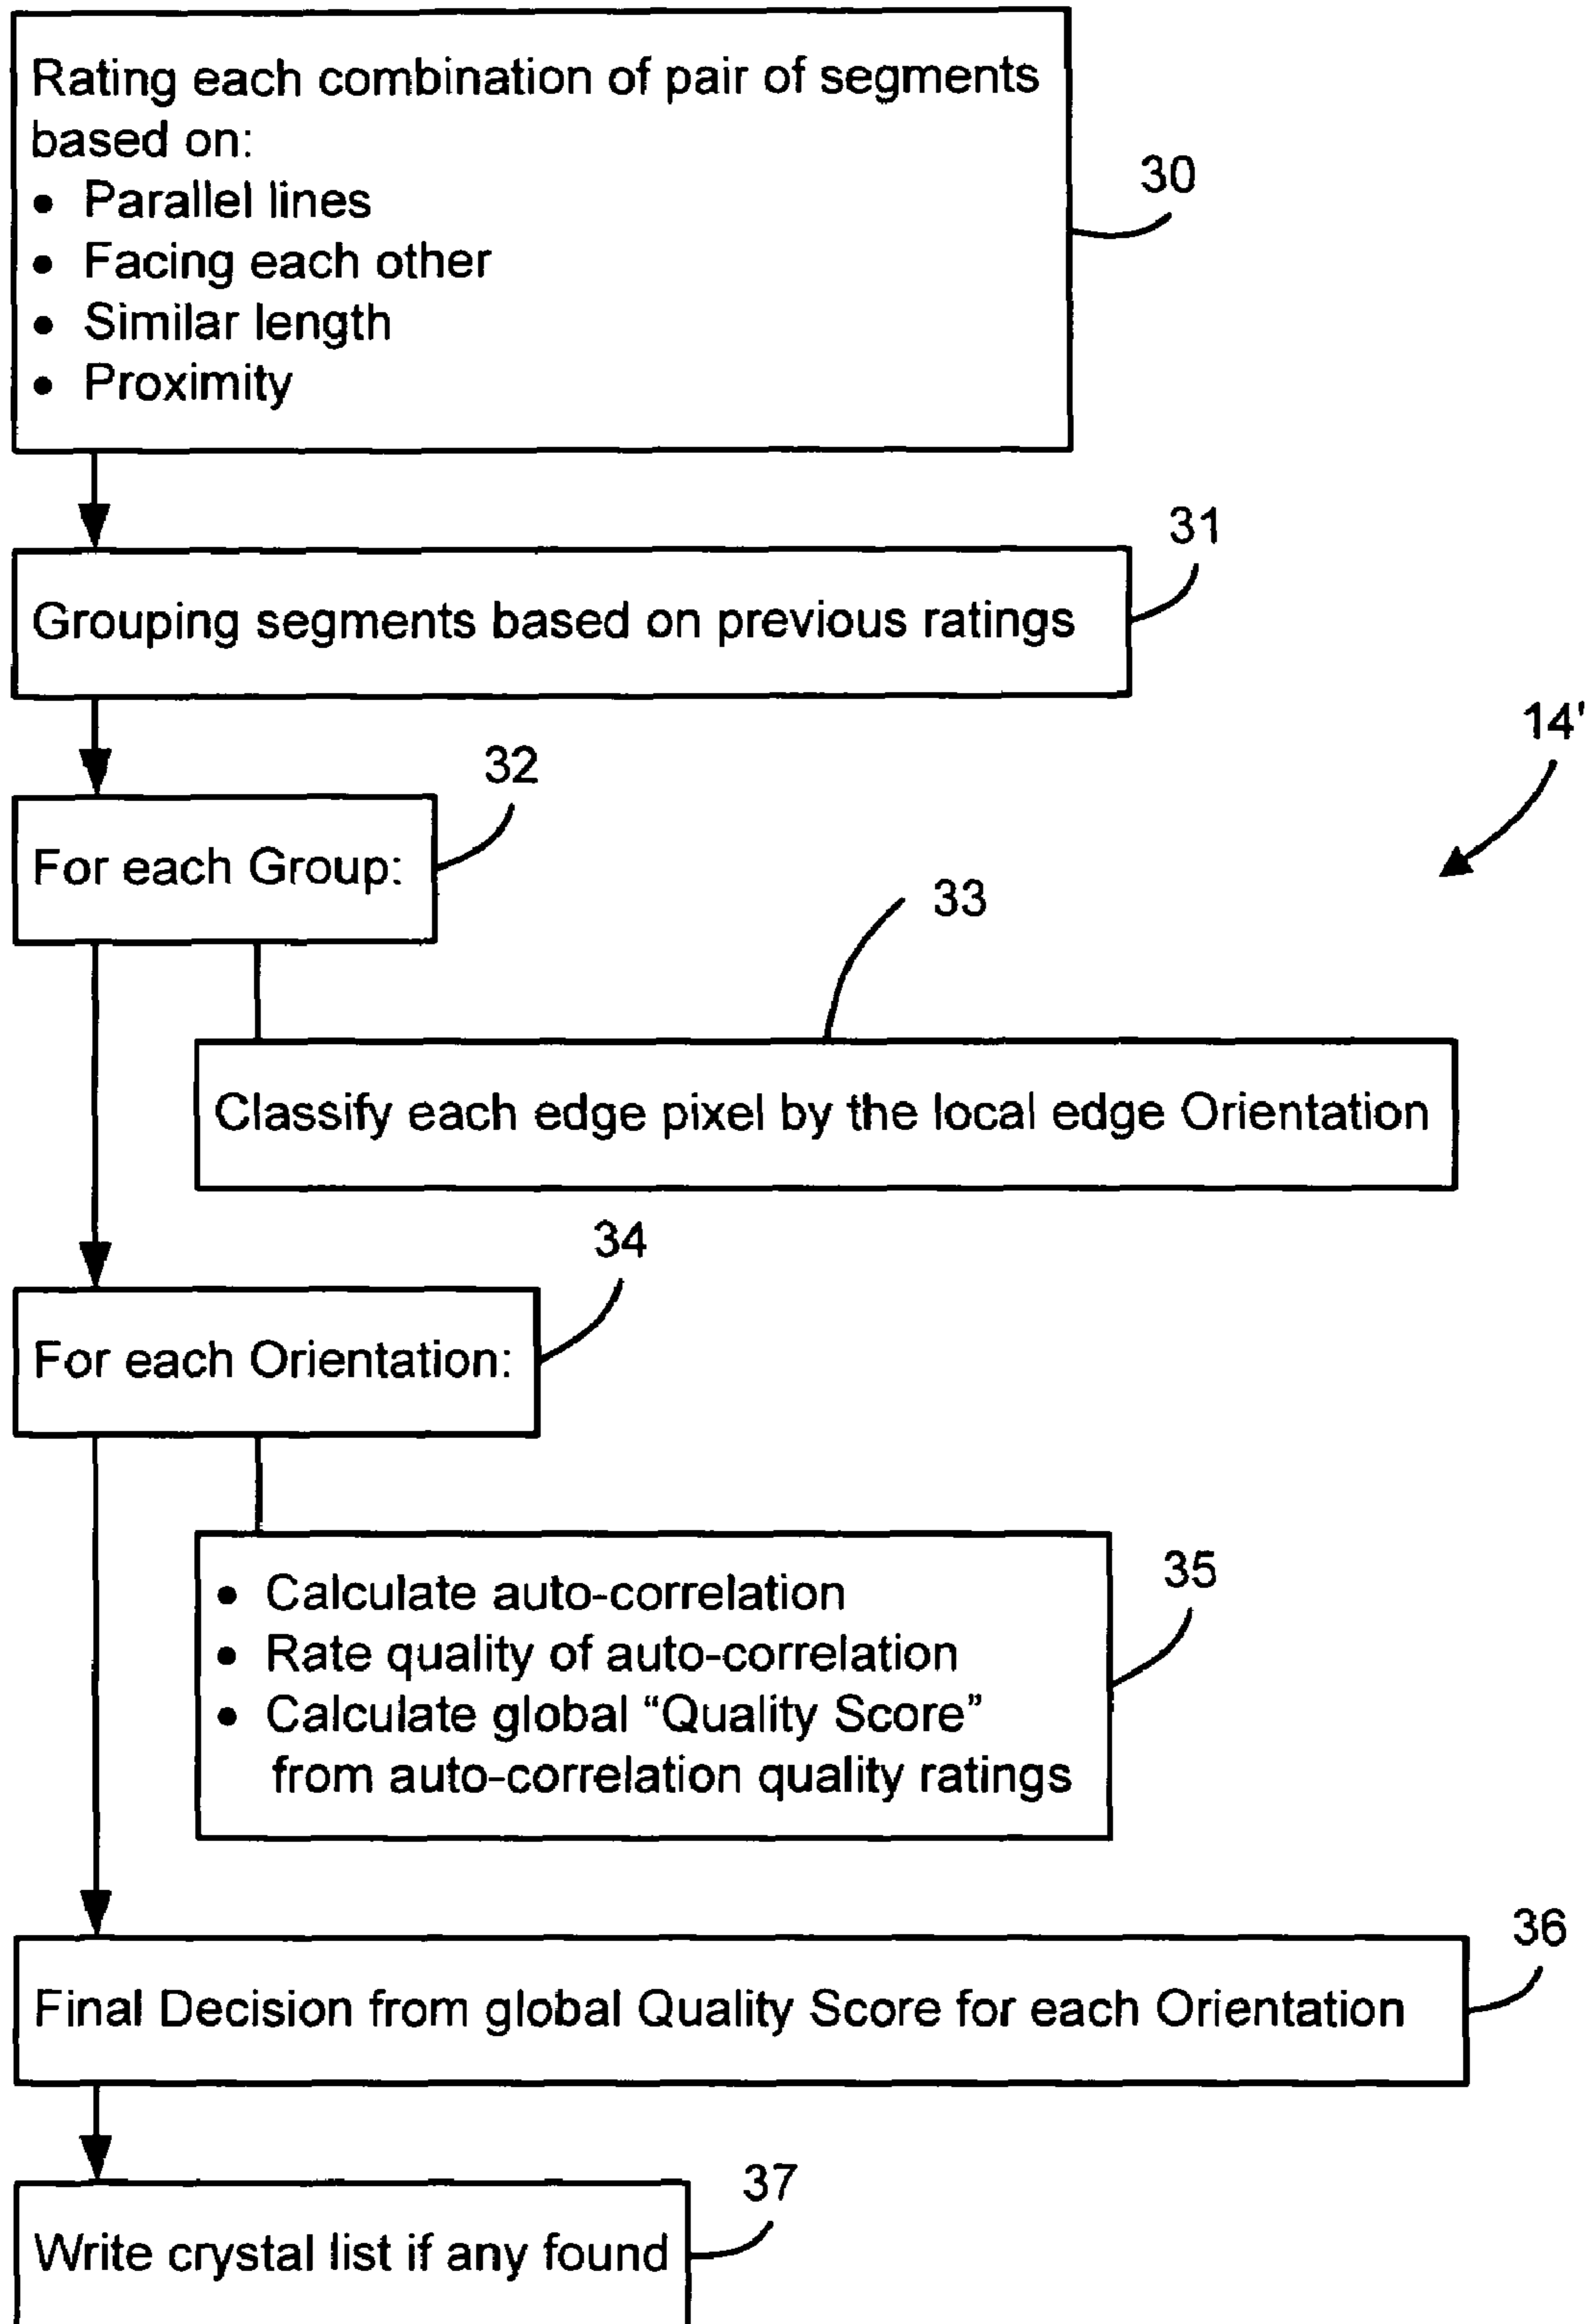 Rating each combination of pair of segments
based on:
• Parallel lines
• Facing each other
• Similar length
• Proximity
30
31
Grouping segments based on previous ratings
14'
32
For each Group:
33
Classify each edge pixel by the local edge Orientation
34
For each Orientation:
35
• Calculate auto-correlation
• Rate quality of auto-correlation
• Calculate global “Quality Score”
from auto-correlation quality ratings
36
Final Decision from global Quality Score for each Orientation
37
Write crystal list if any found